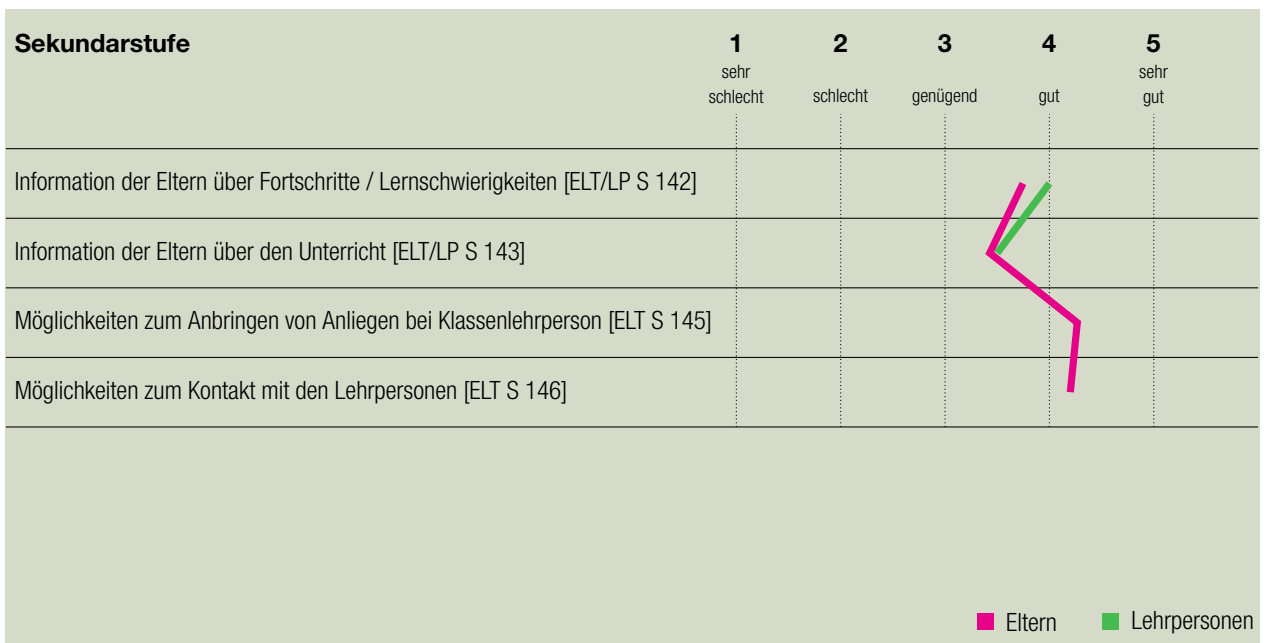 Sekundarstufe
1 2 3 4 5
sehr sehr
schlecht schlecht genügend gut gut
Information der Eltern über Fortschritte / Lernschwierigkeiten [ELT/LP S 142]
Information der Eltern über den Unterricht [ELT/LP S 143]
Möglichkeiten zum Anbringen von Anliegen bei Klassenlehrperson [ELT S 145]
Möglichkeiten zum Kontakt mit den Lehrpersonen [ELT S 146]
Eltern Lehrpersonen